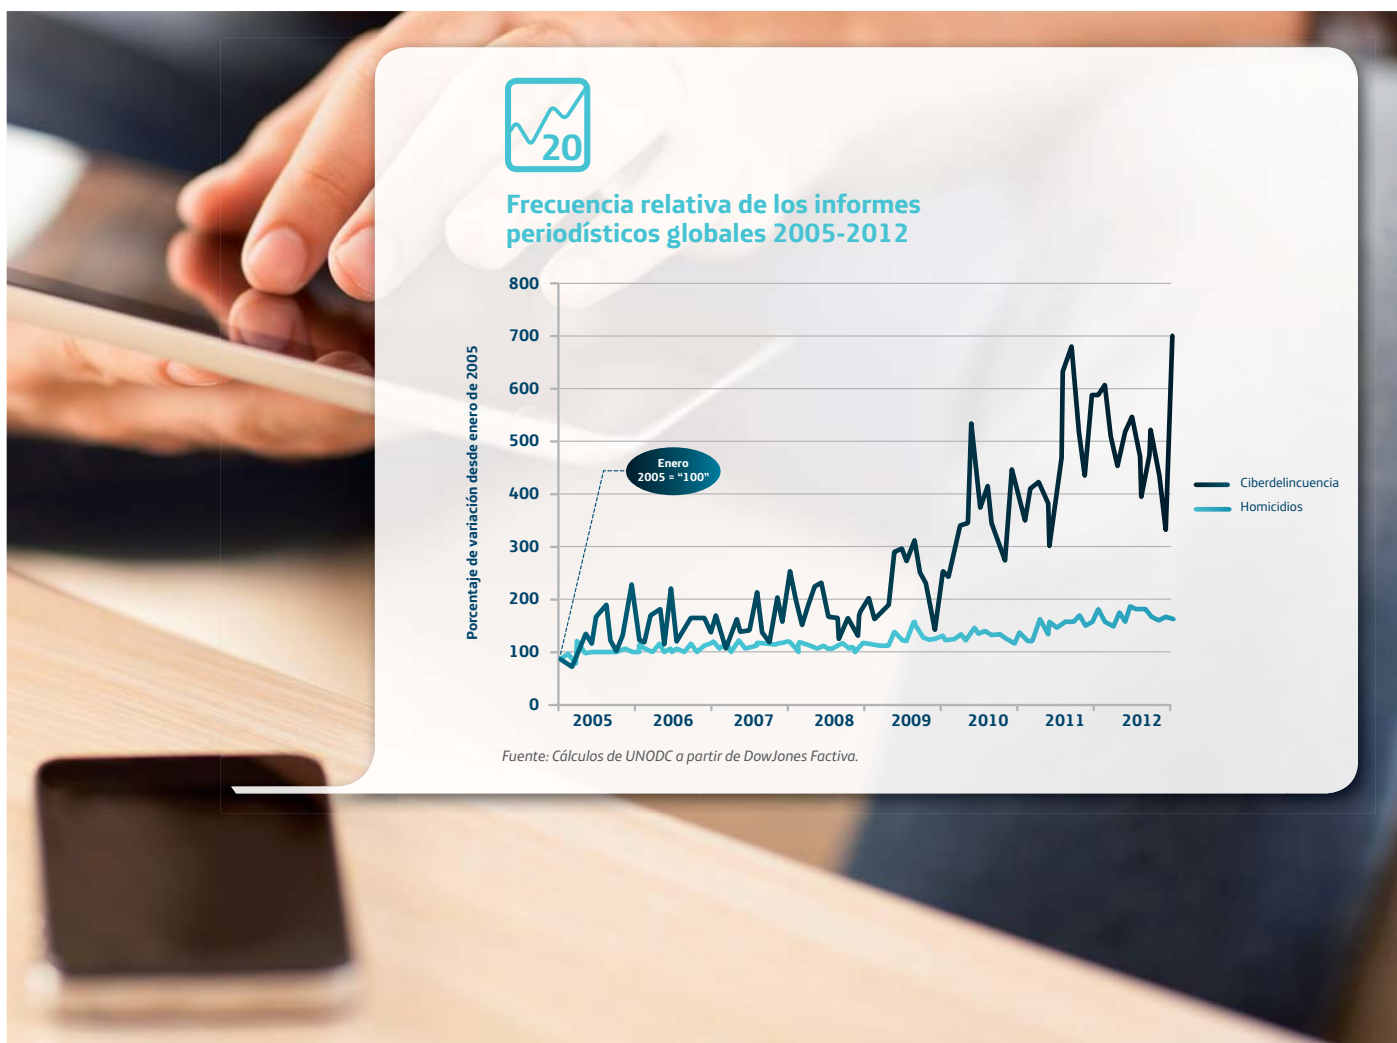 20
Frecuencia relativa de los informes
periodísticos globales 2005-2012
Porcentaje de variación desde enero de 2005
800
700
600
500
400
300
200
100
0
Enero
2005 = “100”
2005 2006 2007 2008 2009 2010 2011 2012
Ciberdelincuencia
Homicidios
Fuente: Cálculos de UNODC a partir de DowJones Factiva.